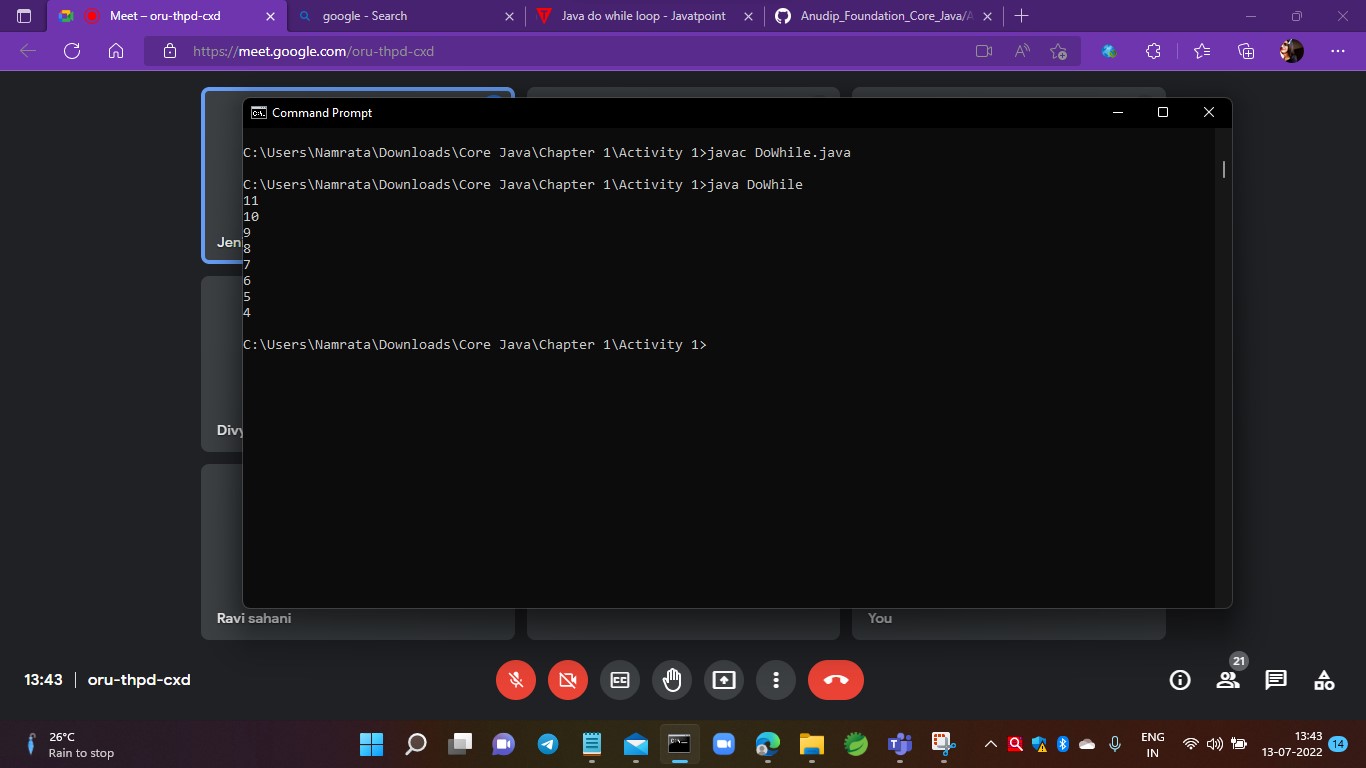 Meet – oru-thpd-cxd
google - Search
Java do while loop - Javatpoint
Anudip_Foundation_Core_Java/A
https://meet.google.com/oru-thpd-cxd
Command Prompt
C:\Users\Namrata\Downloads\Core Java\Chapter 1\Activity 1>javac DoWhile.java
C:\Users\Namrata\Downloads\Core Java\Chapter 1\Activity 1>java DoWhile
11
10
9
8
7
6
5
4
C:\Users\Namrata\Downloads\Core Java\Chapter 1\Activity 1>
Jen
Divy
Ravi sahani
You
13:43 | oru-thpd-cxd
CC
21
26°C
Rain to stop
ENG
IN
13:43
13-07-2022
14